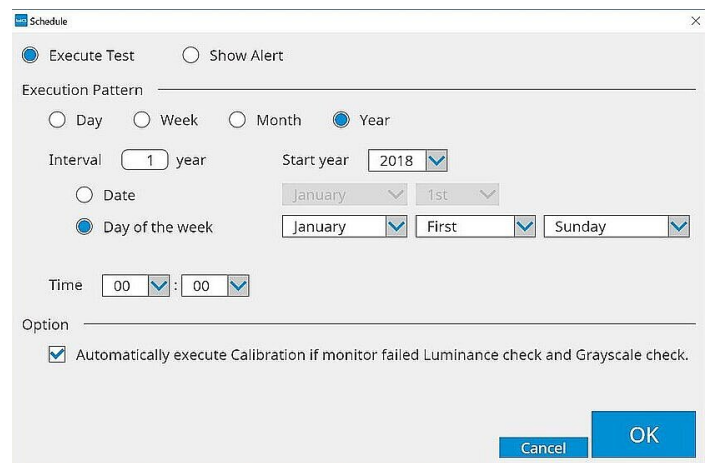 Schedule
Execute Test Show Alert
Execution Pattern
Day Week Month Year
Interval 1 year Start year 2018
Date January 1st
Day of the week January First Sunday
Time 00 : 00
Option
Automatically execute Calibration if monitor failed Luminance check and Grayscale check.
Cancel OK